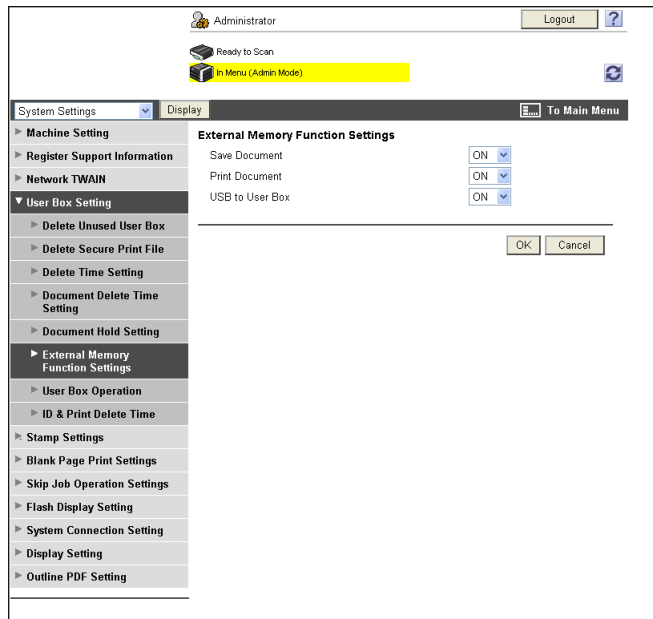 Administrator
Logout
?
Ready to Scan
In Menu (Admin Mode)
System Settings
Display
To Main Menu
Machine Setting
Register Support Information
Network TWAIN
User Box Setting
Delete Unused User Box
Delete Secure Print File
Delete Time Setting
Document Delete Time
Setting
Document Hold Setting
External Memory
Function Settings
User Box Operation
ID & Print Delete Time
Stamp Settings
Blank Page Print Settings
Skip Job Operation Settings
Flash Display Setting
System Connection Setting
Display Setting
Outline PDF Setting
External Memory Function Settings
Save Document ON
Print Document ON
USB to User Box ON
OK Cancel